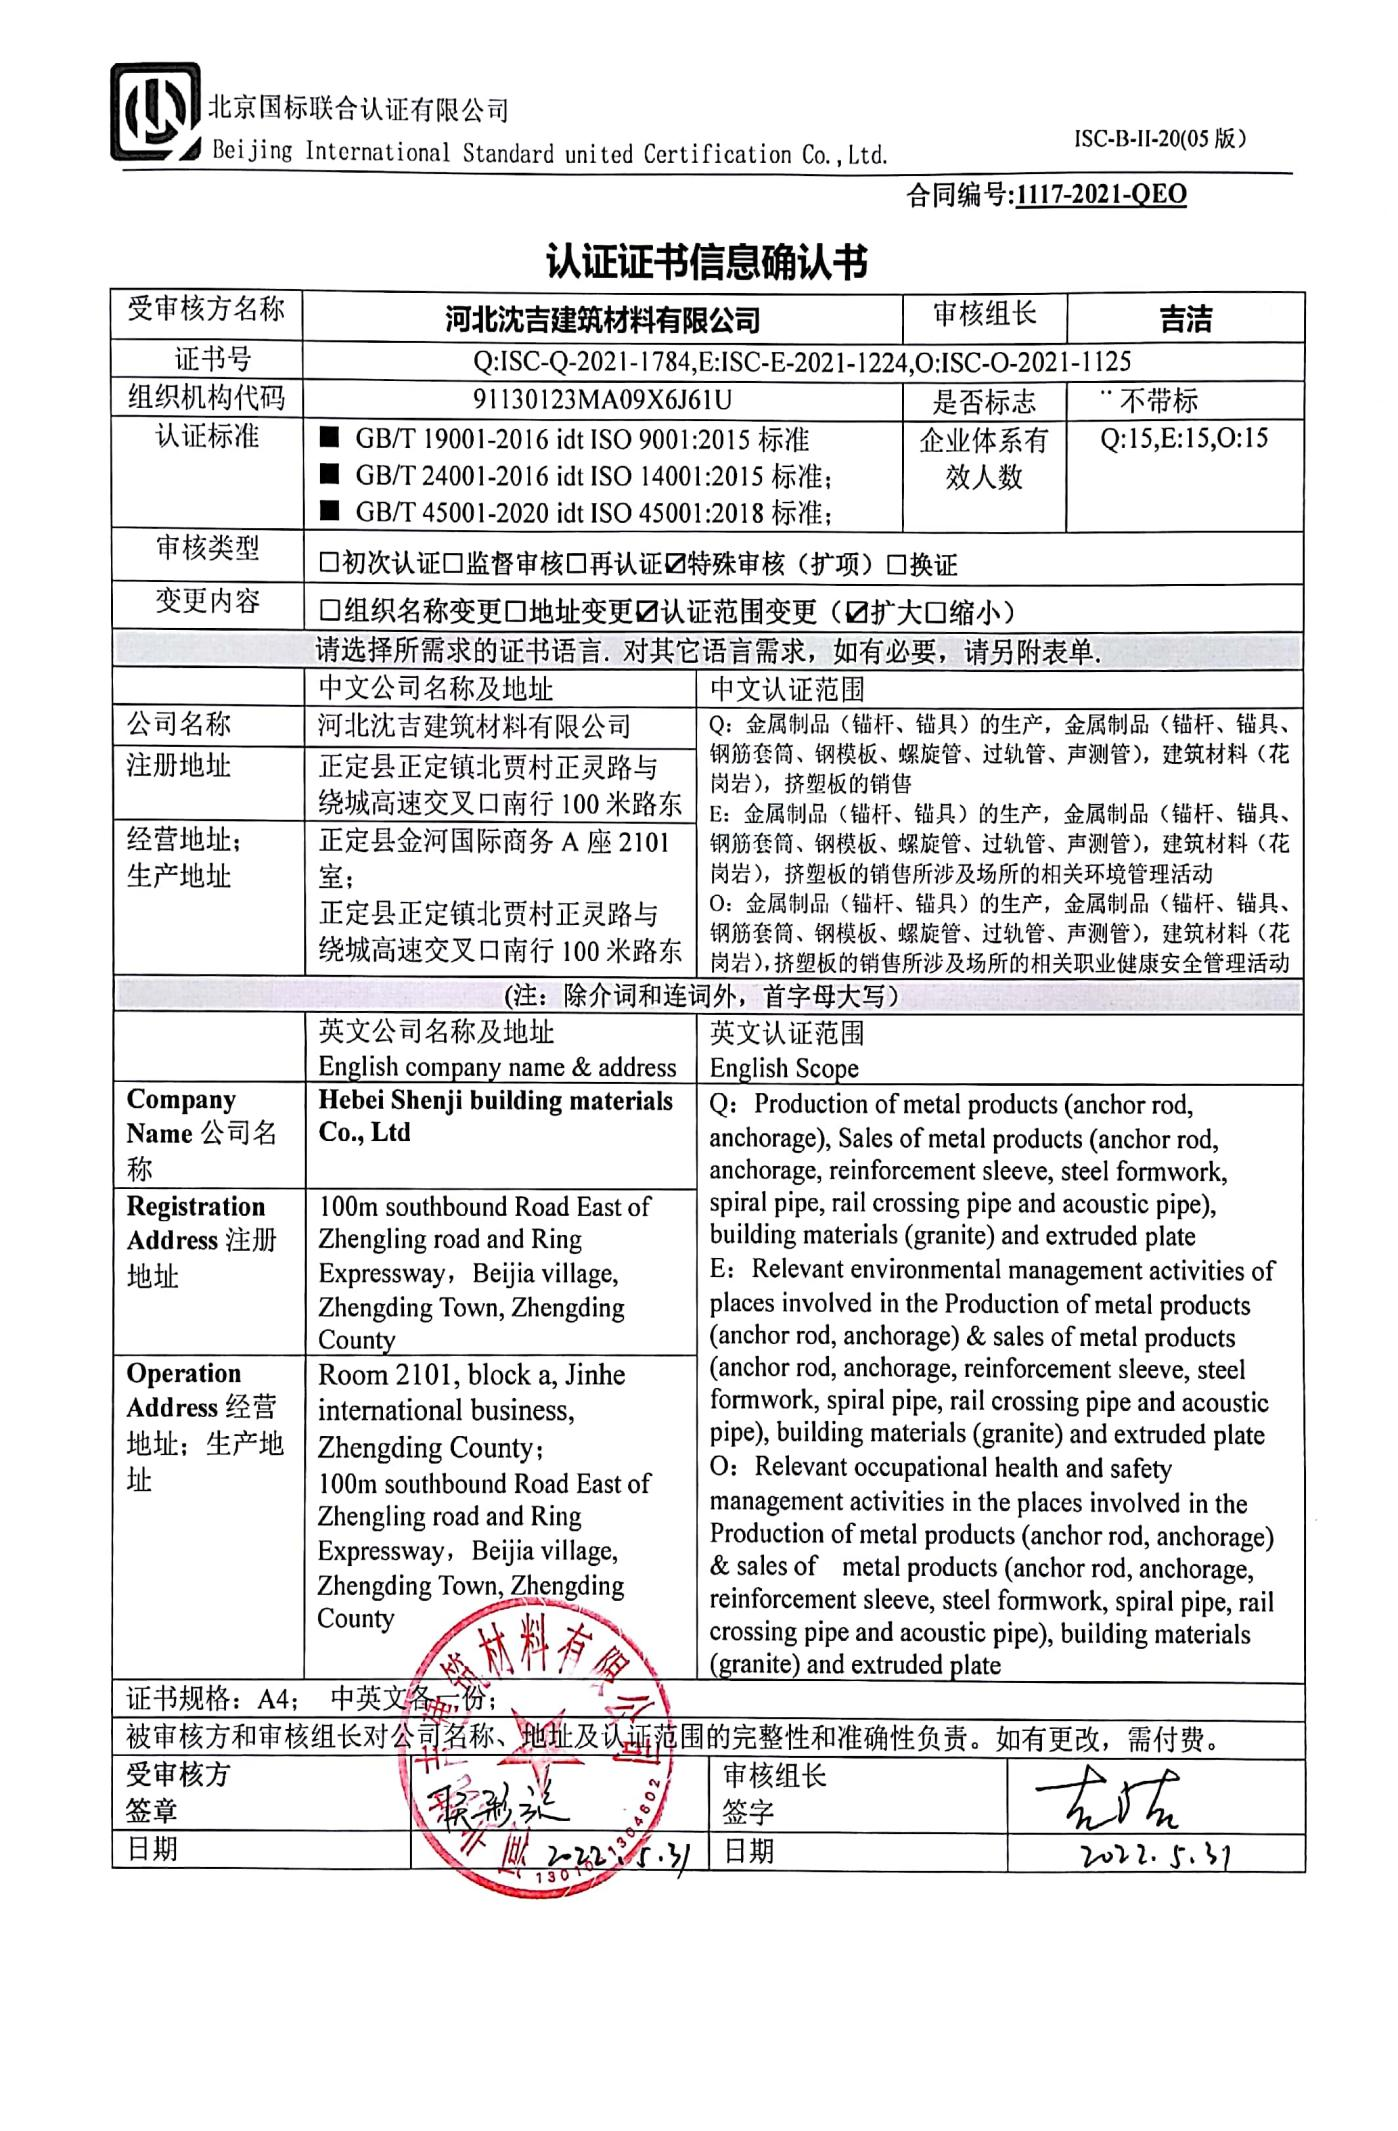 北京国标联合认证有限公司
Beijing International Standard united Certification Co.,Ltd.
ISC-B-II-20(05 版)
合同编号:1117-2021-QEO
认证证书信息确认书
受审核方名称 河北沈吉建筑材料有限公司 审核组长 吉洁
证书号 Q:ISC-Q-2021-1784,E:ISC-E-2021-1224,O:ISC-O-2021-1125
组织机构代码 91130123MA09X6J61U 是否标志 ¨ 不带标
认证标准
■ GB/T 19001-2016 idt ISO 9001:2015 标准
■ GB/T 24001-2016 idt ISO 14001:2015 标准;
■ GB/T 45001-2020 idt ISO 45001:2018 标准;
企业体系有
效人数
Q:15,E:15,O:15
审核类型 □初次认证□监督审核□再认证☑特殊审核（扩项）□换证
变更内容 □组织名称变更□地址变更☑认证范围变更（☑扩大□缩小）
请选择所需求的证书语言. 对其它语言需求，如有必要，请另附表单.
中文公司名称及地址 中文认证范围
公司名称 河北沈吉建筑材料有限公司
注册地址 正定县正定镇北贾村正灵路与
绕城高速交叉口南行 100 米路东
经营地址;
生产地址
正定县金河国际商务 A 座 2101
室;
正定县正定镇北贾村正灵路与
绕城高速交叉口南行 100 米路东
Q：金属制品（锚杆、锚具）的生产，金属制品（锚杆、锚具、
钢筋套筒、钢模板、螺旋管、过轨管、声测管），建筑材料（花
岗岩），挤塑板的销售
E：金属制品（锚杆、锚具）的生产，金属制品（锚杆、锚具、
钢筋套筒、钢模板、螺旋管、过轨管、声测管），建筑材料（花
岗岩），挤塑板的销售所涉及场所的相关环境管理活动
O：金属制品（锚杆、锚具）的生产，金属制品（锚杆、锚具、
钢筋套筒、钢模板、螺旋管、过轨管、声测管），建筑材料（花
岗岩），挤塑板的销售所涉及场所的相关职业健康安全管理活动
(注：除介词和连词外，首字母大写）
英文公司名称及地址
English company name & address
英文认证范围
English Scope
Company
Name 公司名
称
Hebei Shenji building materials
Co., Ltd
Registration
Address 注册
地址
100m southbound Road East of
Zhengling road and Ring
Expressway，Beijia village,
Zhengding Town, Zhengding
County
Operation
Address 经营
地址；生产地
址
Room 2101, block a, Jinhe
international business,
Zhengding County;
100m southbound Road East of
Zhengling road and Ring
Expressway，Beijia village,
Zhengding Town, Zhengding
County
Q：Production of metal products (anchor rod,
anchorage), Sales of metal products (anchor rod,
anchorage, reinforcement sleeve, steel formwork,
spiral pipe, rail crossing pipe and acoustic pipe),
building materials (granite) and extruded plate
E：Relevant environmental management activities of
places involved in the Production of metal products
(anchor rod, anchorage) & sales of metal products
(anchor rod, anchorage, reinforcement sleeve, steel
formwork, spiral pipe, rail crossing pipe and acoustic
pipe), building materials (granite) and extruded plate
O：Relevant occupational health and safety
management activities in the places involved in the
Production of metal products (anchor rod, anchorage)
& sales of metal products (anchor rod, anchorage,
reinforcement sleeve, steel formwork, spiral pipe, rail
crossing pipe and acoustic pipe), building materials
(granite) and extruded plate
证书规格：A4； 中英文各一份；
被审核方和审核组长对公司名称、地址及认证范围的完整性和准确性负责。如有更改，需付费。
受审核方
签章
审核组长
签字
吉洁
日期 2022.5.31 日期 2022.5.31
建筑材料有限公司
1301021304602